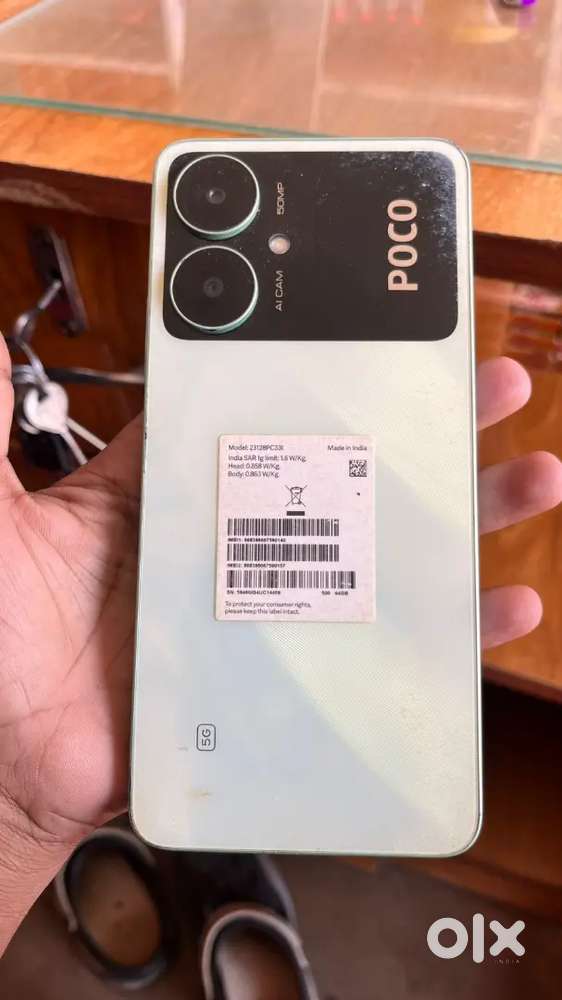 50MP
AI CAM
POCO
Model: 23128PC33I Made in India
India SAR 1g limit: 1.6 W/Kg.
Head: 0.858 W/Kg.
Body: 0.863 W/Kg.
To protect your consumer rights,
please keep this label intact.
5G
olx
INDIA